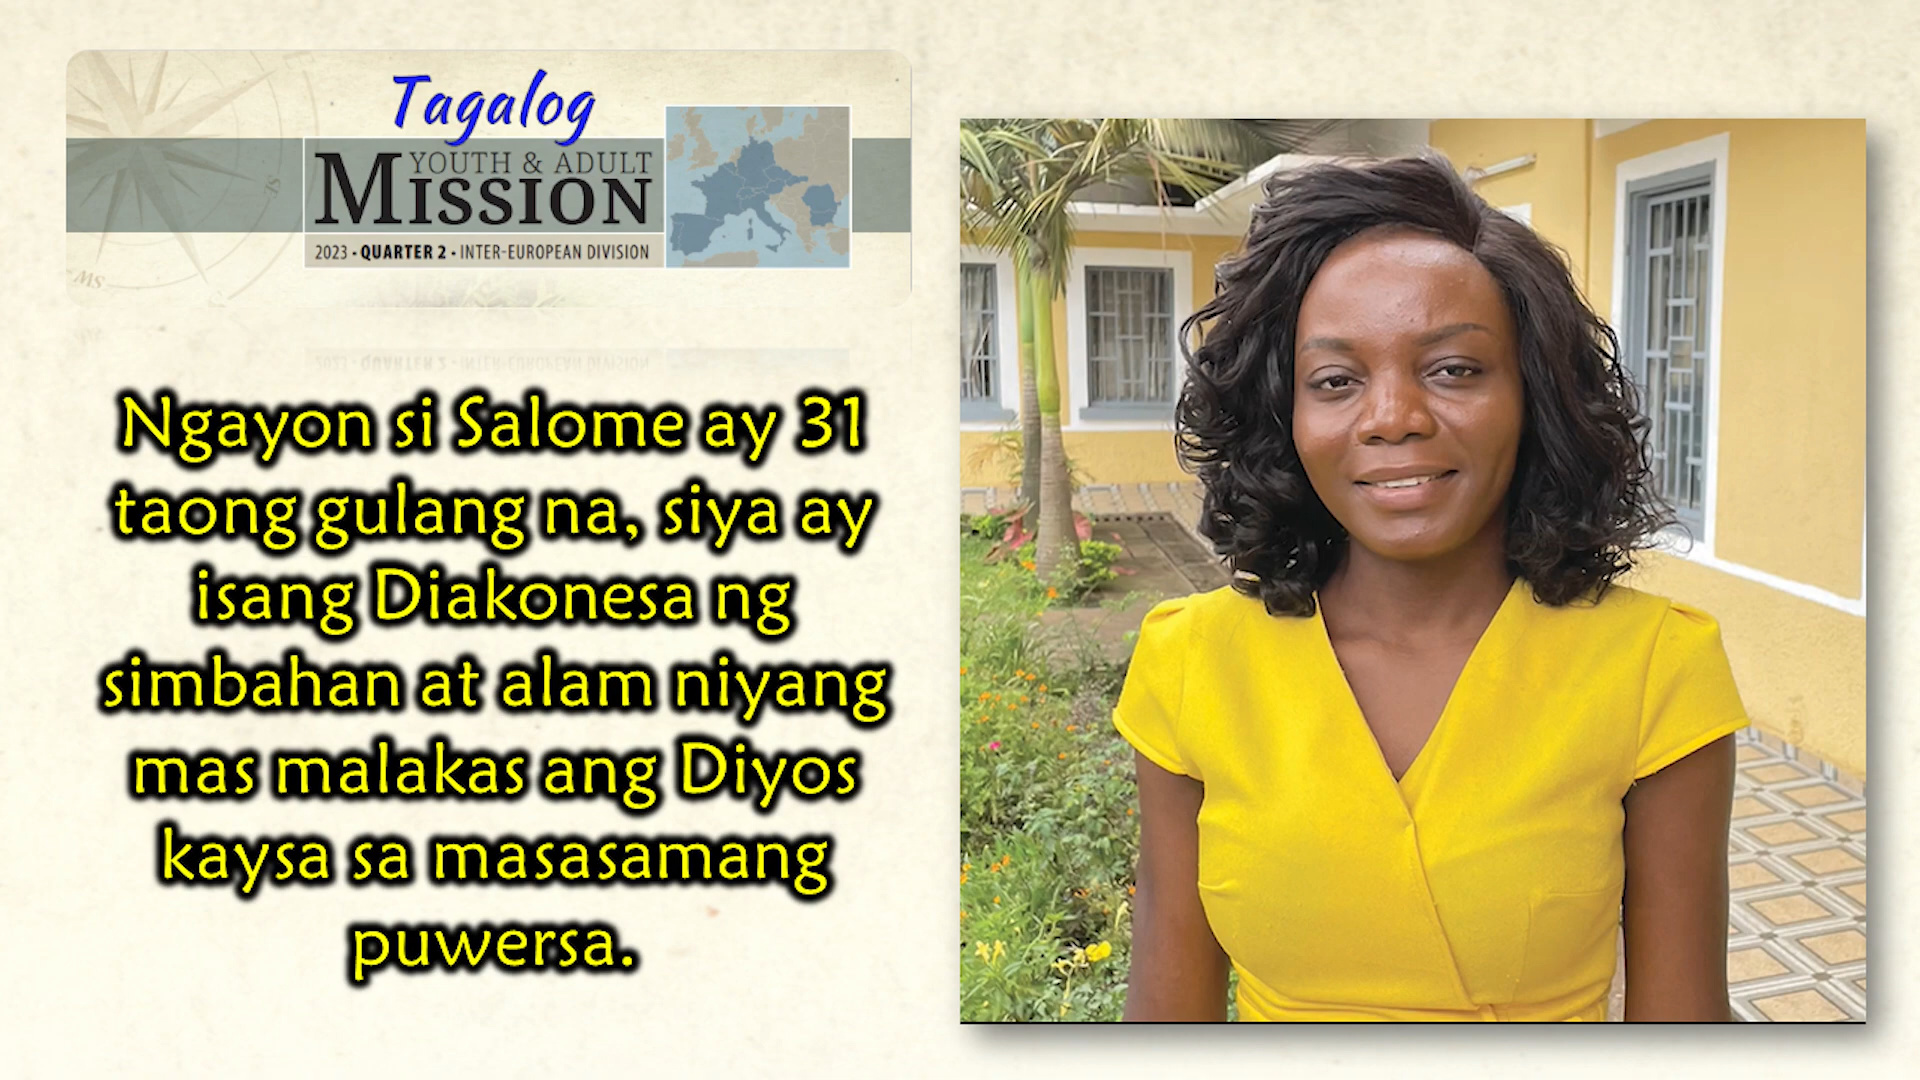 Tagalog
YOUTH & ADULT
MISSION
2023 • QUARTER 2 • INTER-EUROPEAN DIVISION
Ngayon si Salome ay 31
taong gulang na, siya ay
isang Diakonesa ng
simbahan at alam niyang
mas malakas ang Diyos
kaysa sa masasamang
puwersa.